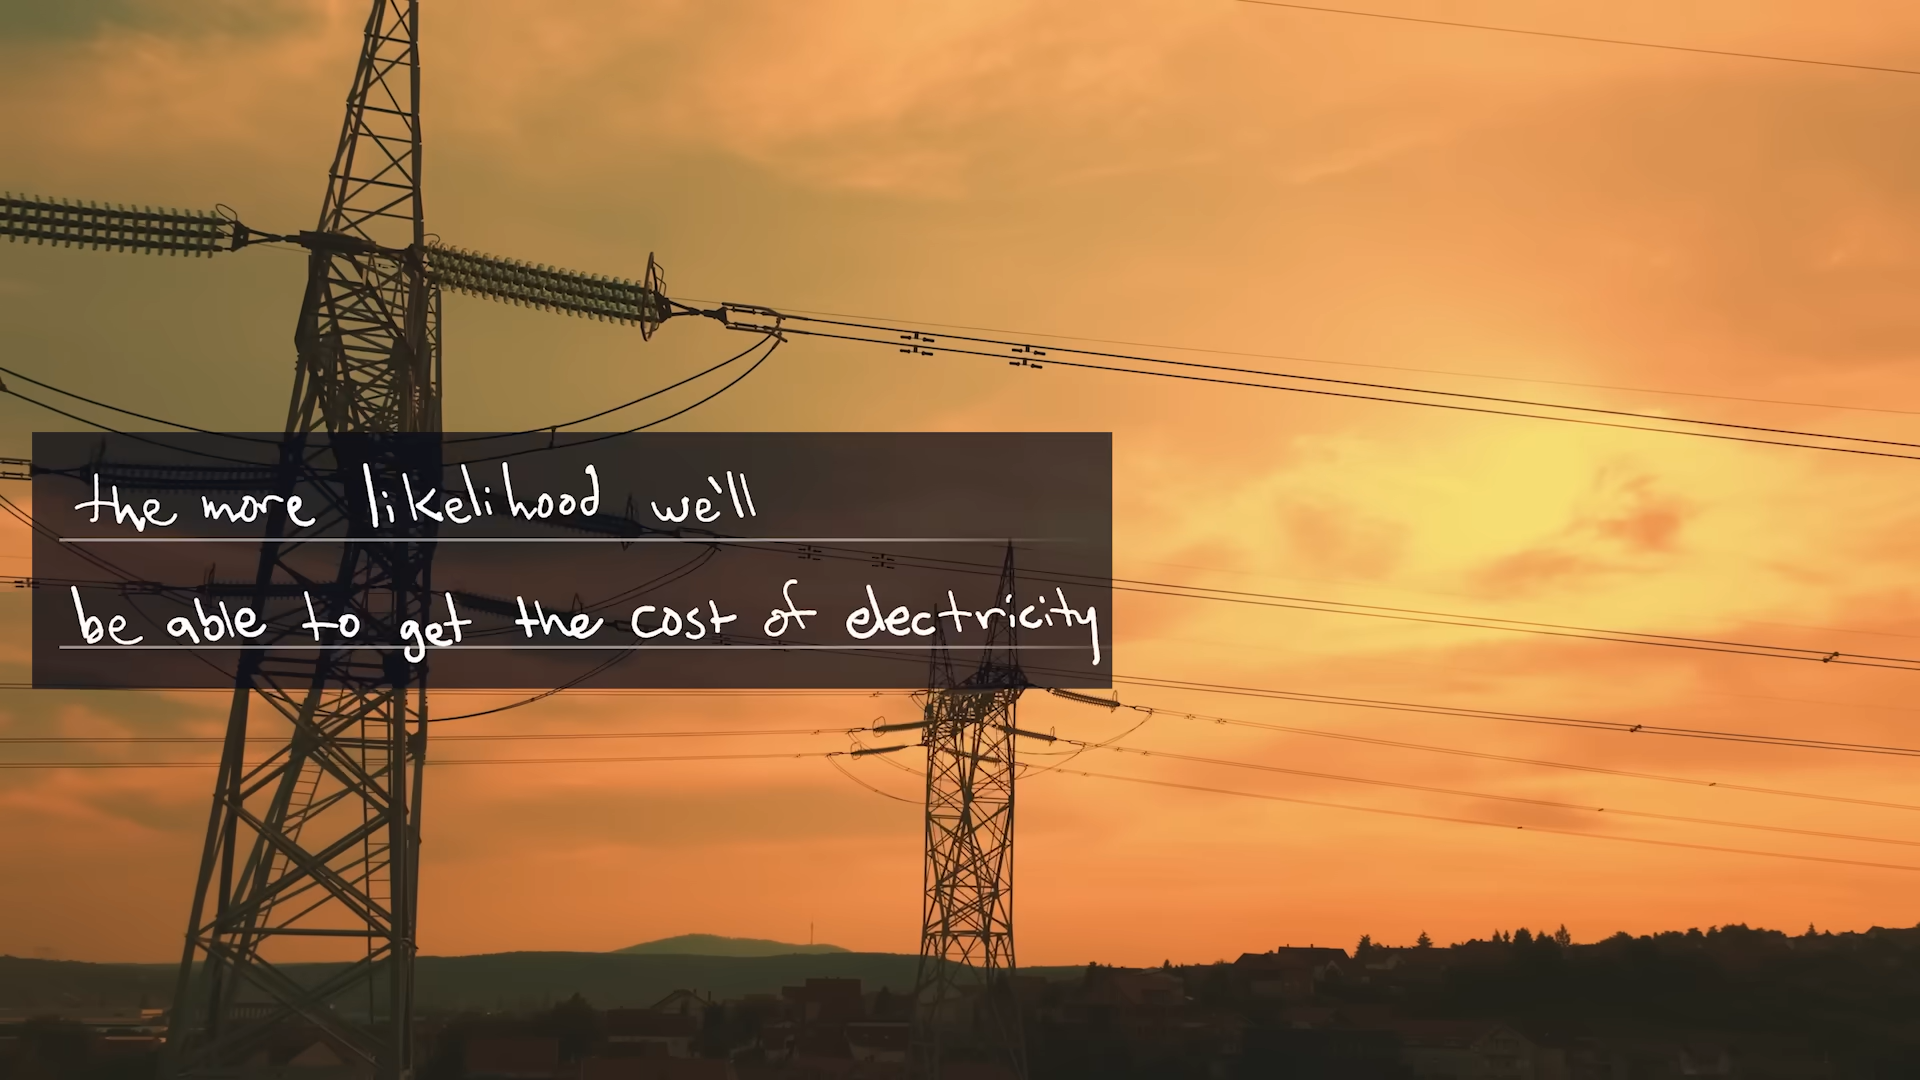 the more likelihood we'll
be able to get the cost of electricity